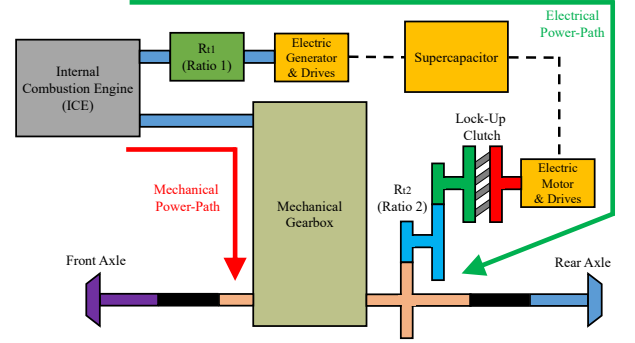 Electrical
Power-Path
Internal
Combustion Engine
(ICE)
Rt1
(Ratio 1)
Electric
Generator
& Drives
Supercapacitor
Lock-Up
Clutch
Electric
Motor
& Drives
Mechanical
Power-Path
Mechanical
Gearbox
Rt2
(Ratio 2)
Front Axle
Rear Axle